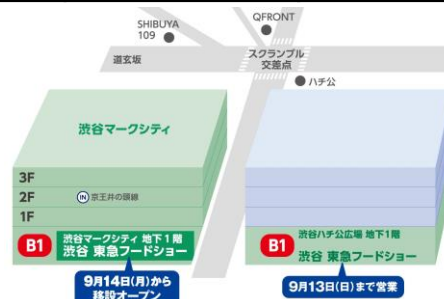 SHIBUYA
109
QFRONT
道玄坂
スクランブル
交差点
ハチ公
渋谷マークシティ
3F
2F
IN 京王井の頭線
1F
B1
渋谷マークシティ 地下1階
渋谷 東急フードショー
9月14日(月)から
移設オープン
B1
渋谷ハチ公広場 地下1階
渋谷 東急フードショー
9月13日(日)まで営業